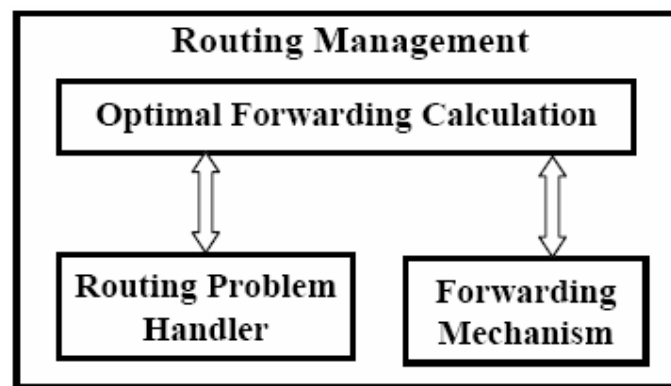 Routing Management
Optimal Forwarding Calculation
Routing Problem
Handler
Forwarding
Mechanism